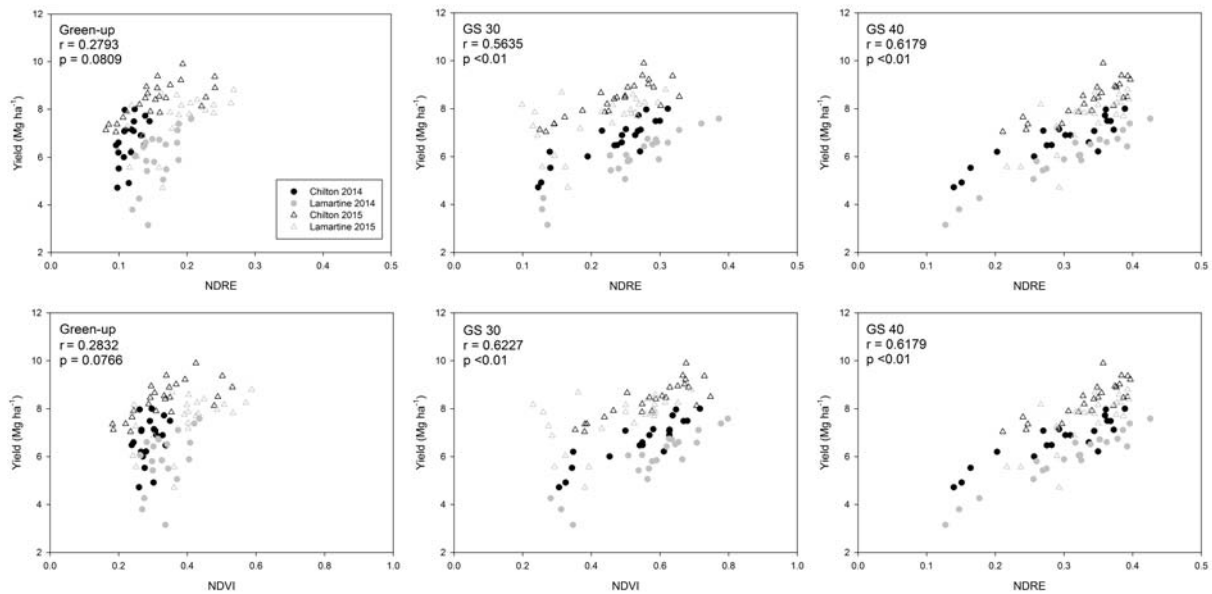 Green-up
r = 0.2793
p = 0.0809
12
10
8
6
4
2
Yield (Mg ha⁻¹)
Chilton 2014
Lamartine 2014
Chilton 2015
Lamartine 2015
0.0 0.1 0.2 0.3 0.4 0.5
NDRE
GS 30
r = 0.5635
p <0.01
12
10
8
6
4
2
Yield (Mg ha⁻¹)
0.0 0.1 0.2 0.3 0.4 0.5
NDRE
GS 40
r = 0.6179
p <0.01
12
10
8
6
4
2
Yield (Mg ha⁻¹)
0.0 0.1 0.2 0.3 0.4 0.5
NDRE
Green-up
r = 0.2832
p = 0.0766
12
10
8
6
4
2
Yield (Mg ha⁻¹)
0.0 0.2 0.4 0.6 0.8 1.0
NDVI
GS 30
r = 0.6227
p <0.01
12
10
8
6
4
2
Yield (Mg ha⁻¹)
0.0 0.2 0.4 0.6 0.8 1.0
NDVI
GS 40
r = 0.6179
p <0.01
12
10
8
6
4
2
Yield (Mg ha⁻¹)
0.0 0.1 0.2 0.3 0.4 0.5
NDRE